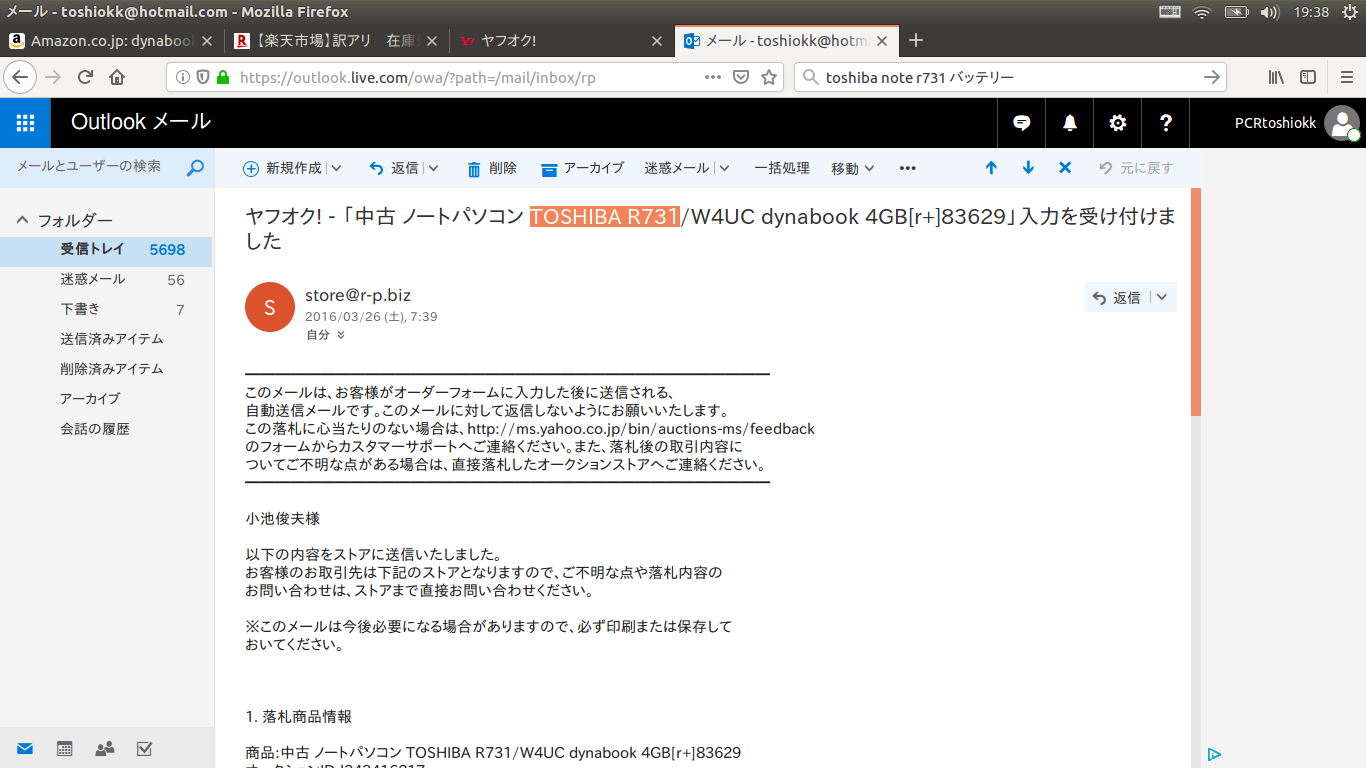 メール - toshiokk@hotmail.com - Mozilla Firefox
19:38
Amazon.co.jp: dynabook
【楽天市場】訳アリ 在庫
ヤフオク!
メール - toshiokk@hotma
https://outlook.live.com/owa/?path=/mail/inbox/rp
toshiba note r731 バッテリー
Outlook メール
PCRtoshiokk
メールとユーザーの検索
新規作成
返信
削除
アーカイブ
迷惑メール
一括処理
移動
元に戻す
フォルダー
受信トレイ 5698
迷惑メール 56
下書き 7
送信済みアイテム
削除済みアイテム
アーカイブ
会話の履歴
ヤフオク! - 「中古 ノートパソコン TOSHIBA R731/W4UC dynabook 4GB[r+]83629」入力を受け付けま
した
S
store@r-p.biz
2016/03/26 (土), 7:39
自分
返信
このメールは、お客様がオーダーフォームに入力した後に送信される、
自動送信メールです。このメールに対して返信しないようにお願いいたします。
この落札に心当たりのない場合は、http://ms.yahoo.co.jp/bin/auctions-ms/feedback
のフォームからカスタマーサポートへご連絡ください。また、落札後の取引内容に
ついてご不明な点がある場合は、直接落札したオークションストアへご連絡ください。
小池俊夫様
以下の内容をストアに送信いたしました。
お客様のお取引先は下記のストアとなりますので、ご不明な点や落札内容の
お問い合わせは、ストアまで直接お問い合わせください。
※このメールは今後必要になる場合がありますので、必ず印刷または保存して
おいてください。
1. 落札商品情報
商品:中古 ノートパソコン TOSHIBA R731/W4UC dynabook 4GB[r+]83629